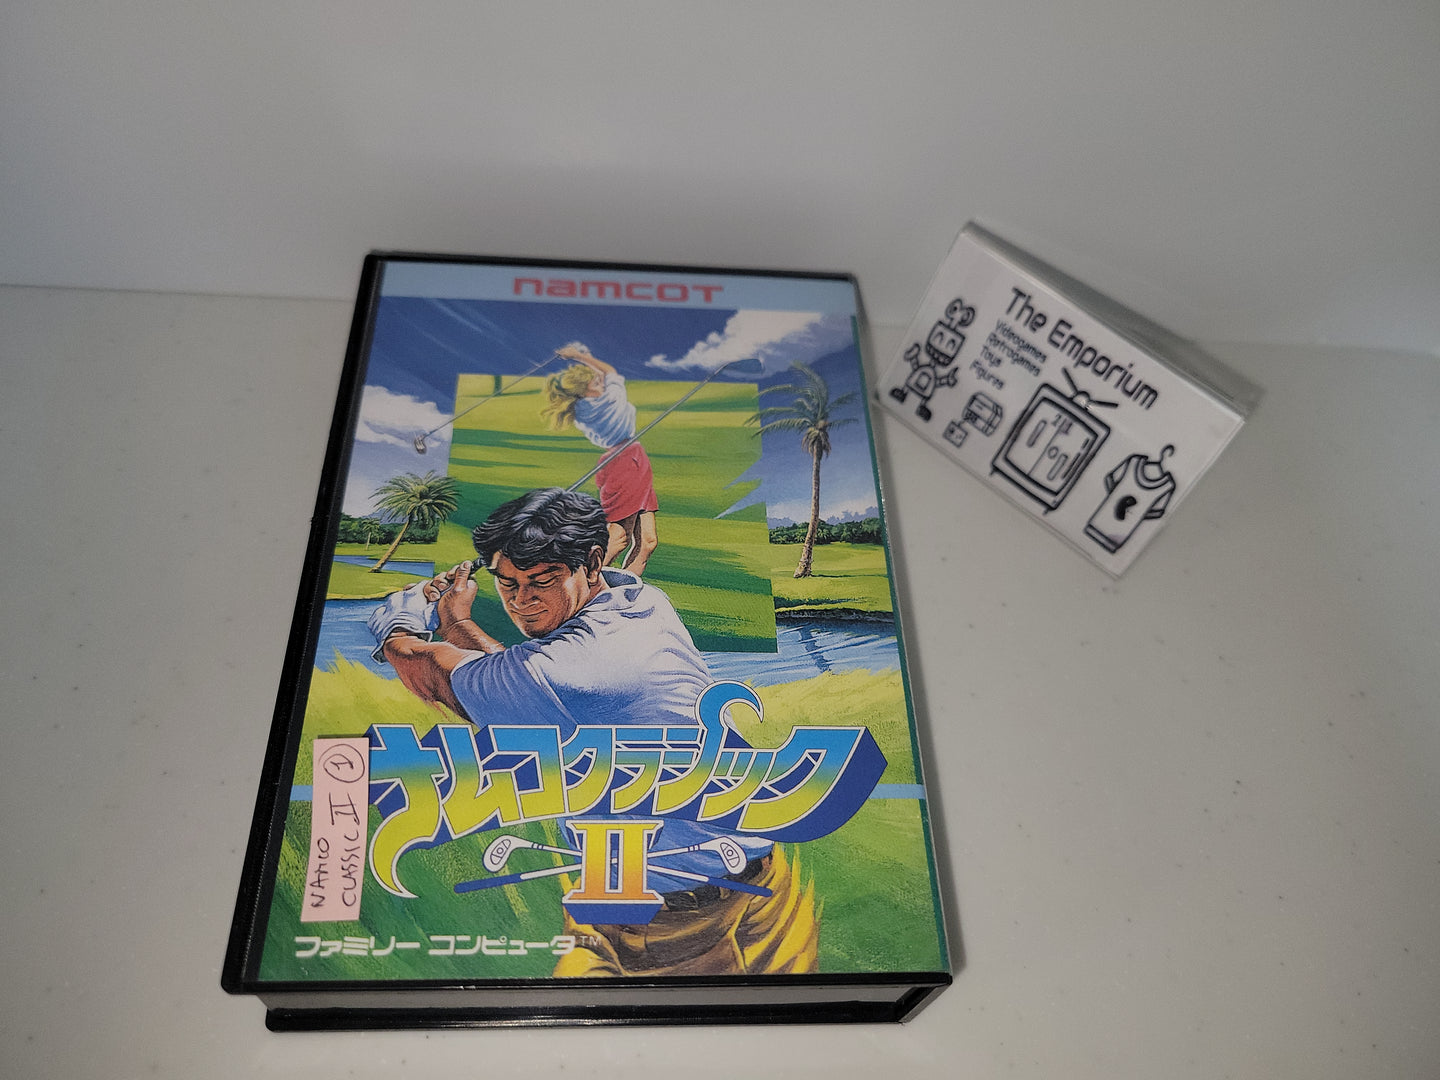 namcot
ナムコクラシック
II
ファミリー コンピュータ™
NAMCO
CLASSIC II
1
The Emporium
Videogames
Retrogames
Toys
Figures